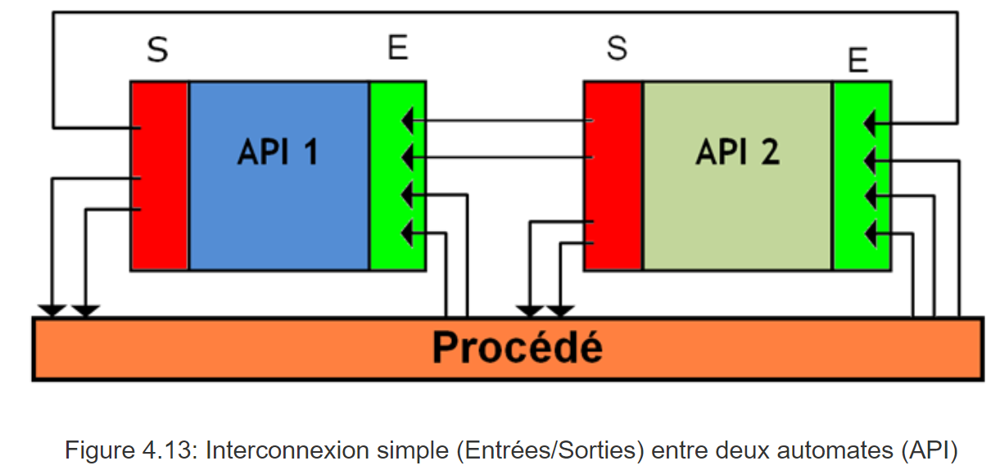 S E S E
API 1 API 2
Procédé
Figure 4.13: Interconnexion simple (Entrées/Sorties) entre deux automates (API)